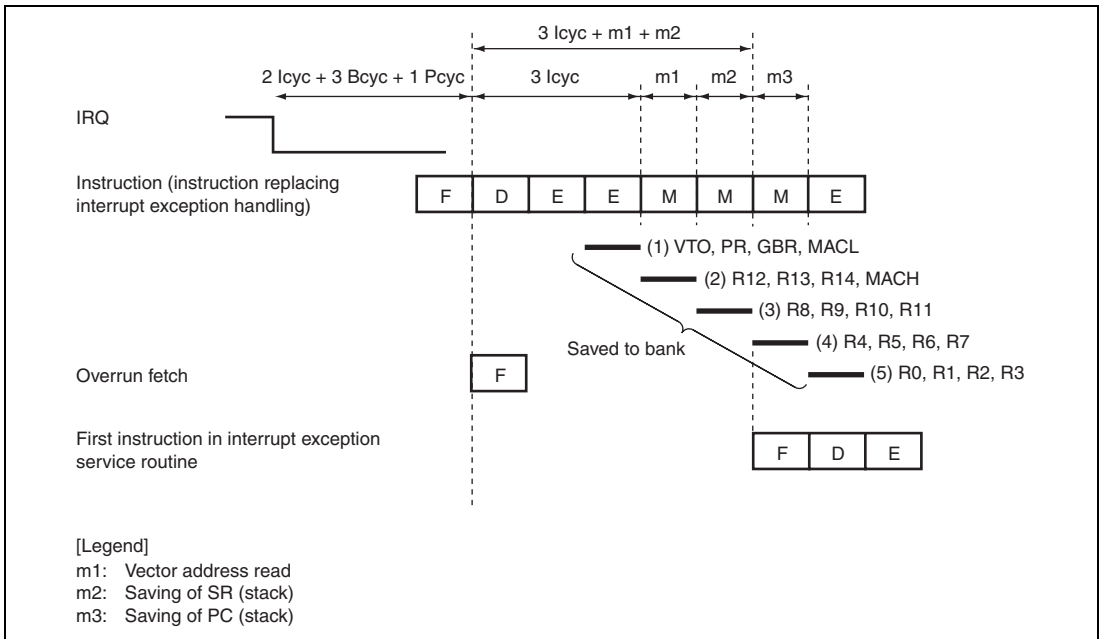 3 Icyc + m1 + m2
2 Icyc + 3 Bcyc + 1 Pcyc 3 Icyc m1 m2 m3
IRQ
Instruction (instruction replacing
interrupt exception handling)
F D E E M M M E
(1) VTO, PR, GBR, MACL
(2) R12, R13, R14, MACH
(3) R8, R9, R10, R11
(4) R4, R5, R6, R7
Saved to bank
(5) R0, R1, R2, R3
Overrun fetch
F
First instruction in interrupt exception
service routine
F D E
[Legend]
m1: Vector address read
m2: Saving of SR (stack)
m3: Saving of PC (stack)